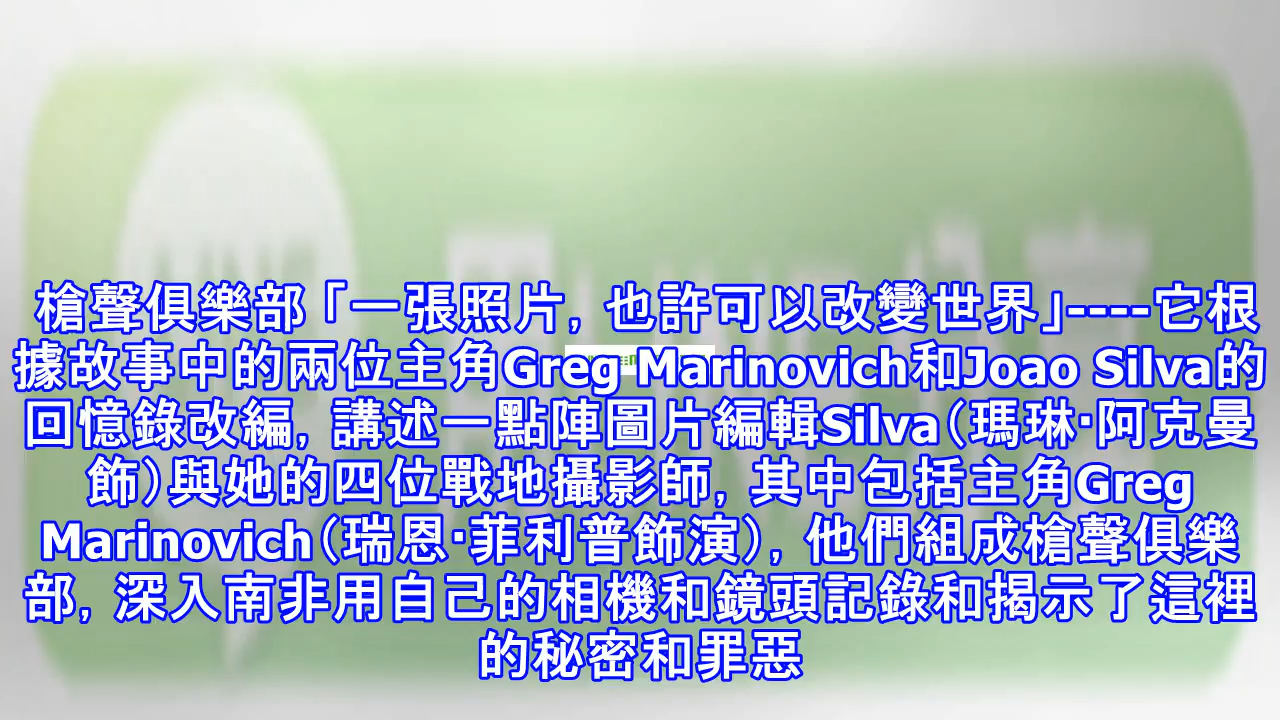 槍聲俱樂部「一張照片, 也許可以改變世界」----它根
據故事中的兩位主角Greg Marinovich和Joao Silva的
回憶錄改編, 講述一點陣圖片編輯Silva(瑪琳·阿克曼
飾)與她的四位戰地攝影師, 其中包括主角Greg
Marinovich(瑞恩·菲利普飾演), 他們組成槍聲俱樂
部, 深入南非用自己的相機和鏡頭記錄和揭示了這裡
的秘密和罪惡